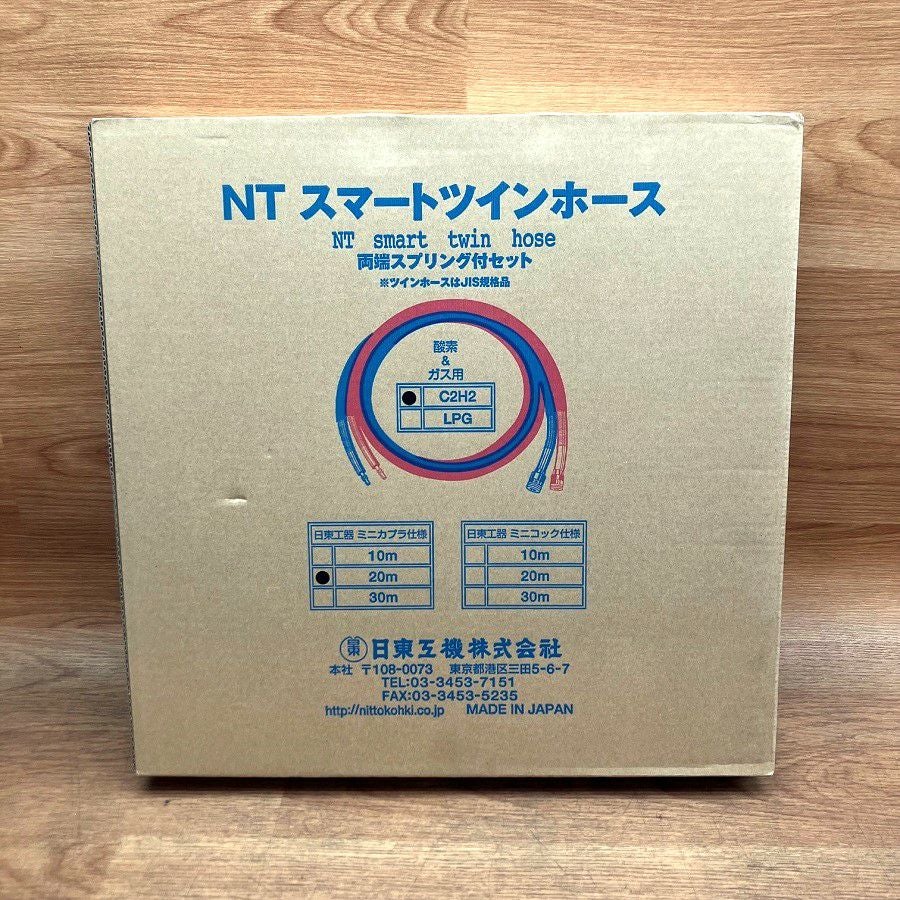 NT スマートツインホース
NT smart twin hose
両端スプリング付セット
※ツインホースはJIS規格品
酸素
&
ガス用
● C2H2
LPG
日東工器 ミニカプラ仕様
10m
● 20m
30m
日東工器 ミニコック仕様
10m
20m
30m
日東互機株式会社
本社 〒108-0073 東京都港区三田5-6-7
TEL:03-3453-7151
FAX:03-3453-5235
http://nittokohki.co.jp MADE IN JAPAN